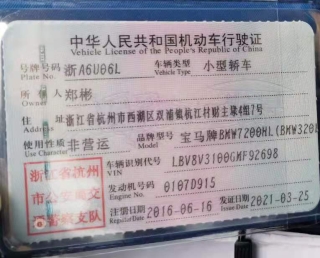 中华人民共和国机动车行驶证
Vehicle License of the People's Republic of China
号牌号码 浙A6U06L 车辆类型 小型轿车
Plate No. Vehicle Type
所有人 郑彬
Owner
住址 浙江省杭州市西湖区双浦镇杭江村财主埭4组7号
Address
使用性质 非营运 品牌型号 宝马牌BMW7200HL(BMW320L
Use Character Model
车辆识别代号 LBV8V3100GMF92698
VIN
发动机号码 0107D915
Engine No.
注册日期 2016-06-16 发证日期 2021-03-25
Register Date Issue Date
浙江省杭州
市公安局交
通警察支队